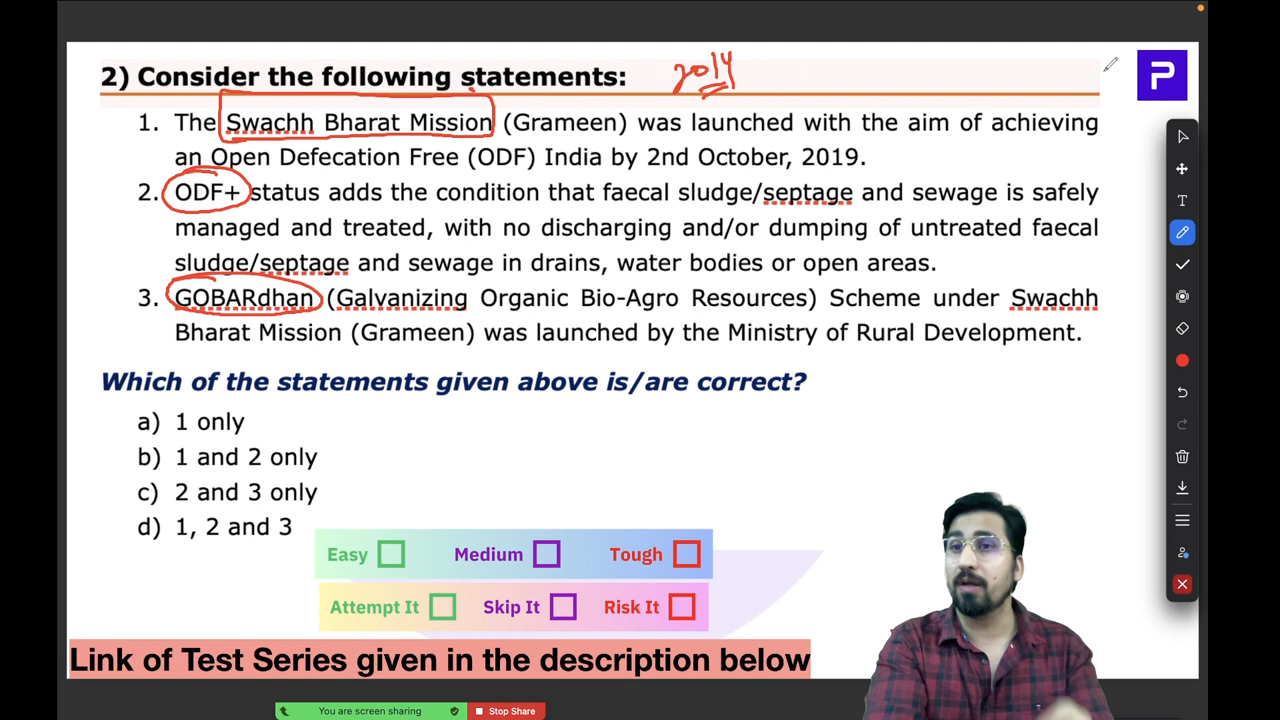 2) Consider the following statements:
2014
1. The Swachh Bharat Mission (Grameen) was launched with the aim of achieving
an Open Defecation Free (ODF) India by 2nd October, 2019.
2. ODF+ status adds the condition that faecal sludge/septage and sewage is safely
managed and treated, with no discharging and/or dumping of untreated faecal
sludge/septage and sewage in drains, water bodies or open areas.
3. GOBARdhan (Galvanizing Organic Bio-Agro Resources) Scheme under Swachh
Bharat Mission (Grameen) was launched by the Ministry of Rural Development.
Which of the statements given above is/are correct?
a) 1 only
b) 1 and 2 only
c) 2 and 3 only
d) 1, 2 and 3
Easy Medium Tough
Attempt It Skip It Risk It
Link of Test Series given in the description below
You are screen sharing Stop Share
P
T